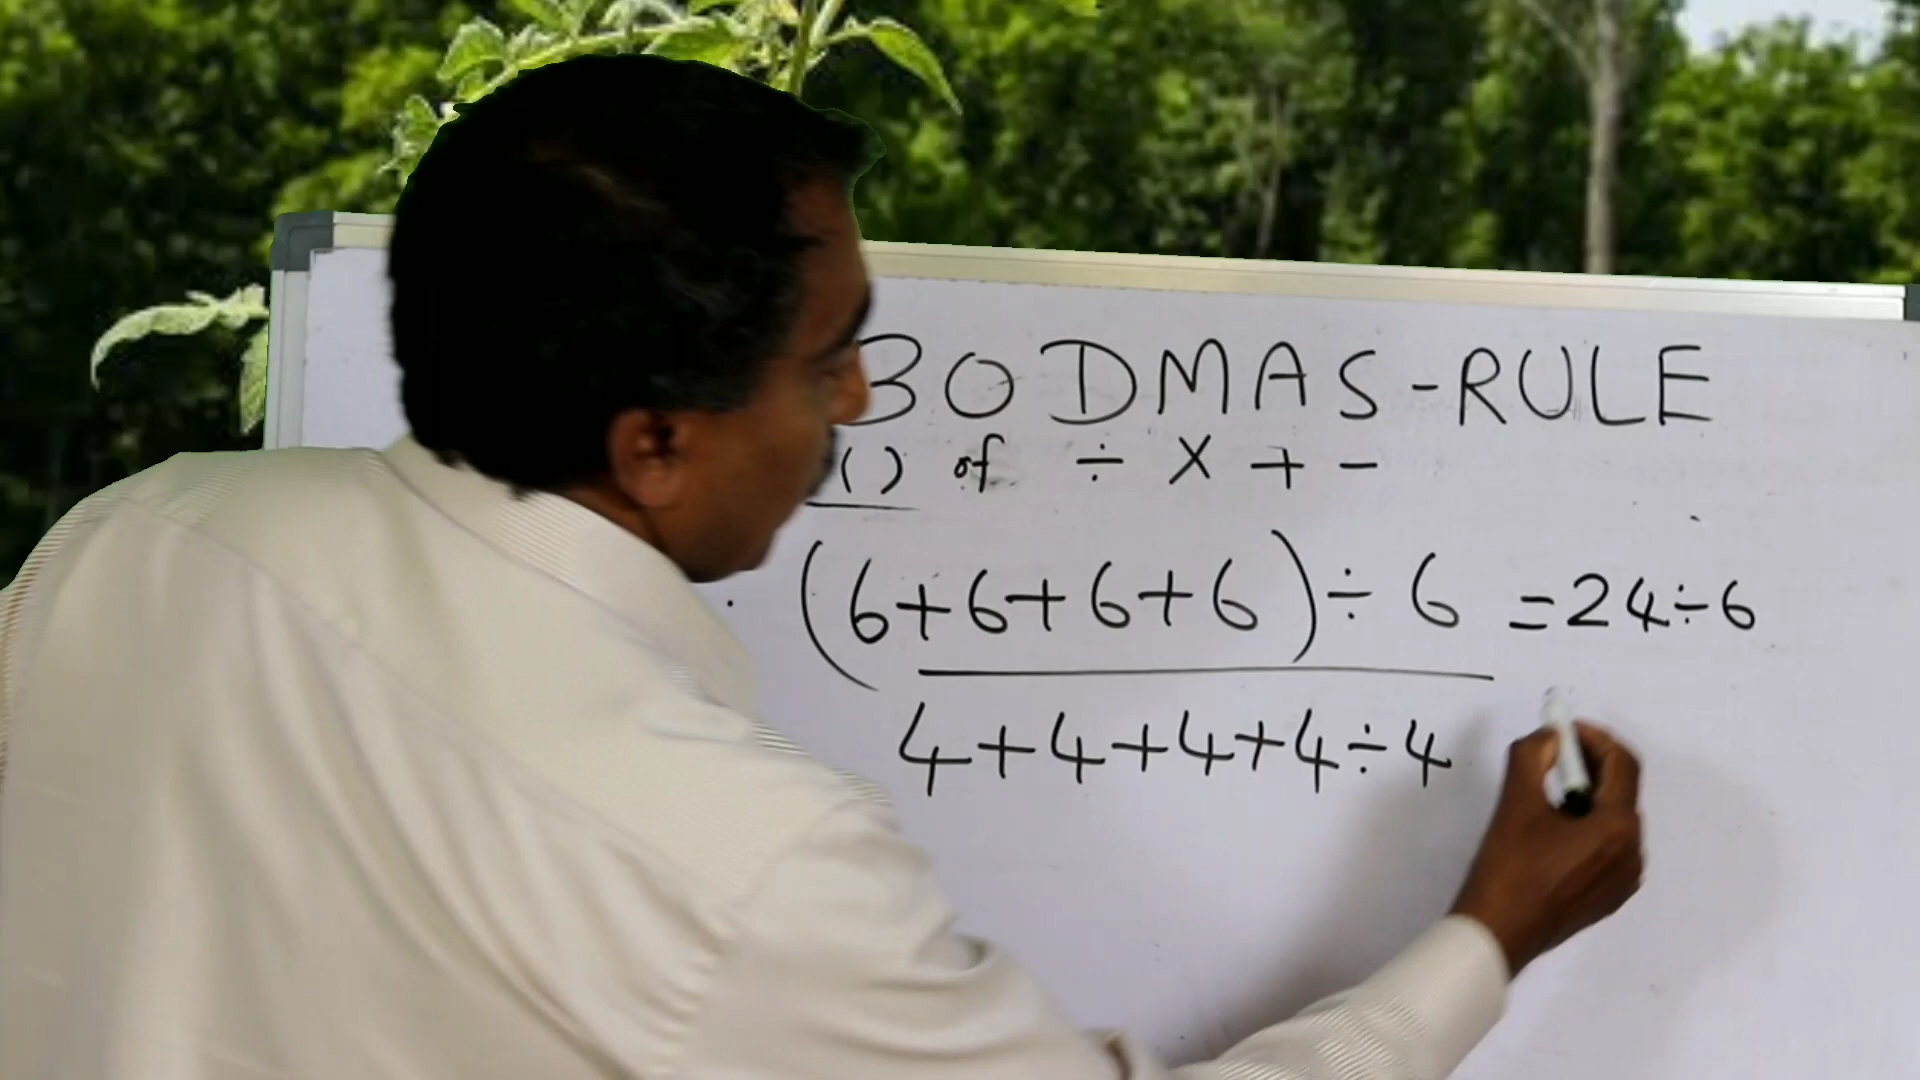 BODMAS-RULE
() of ÷ × + -
(6+6+6+6)÷6 =24÷6
4+4+4+4÷4